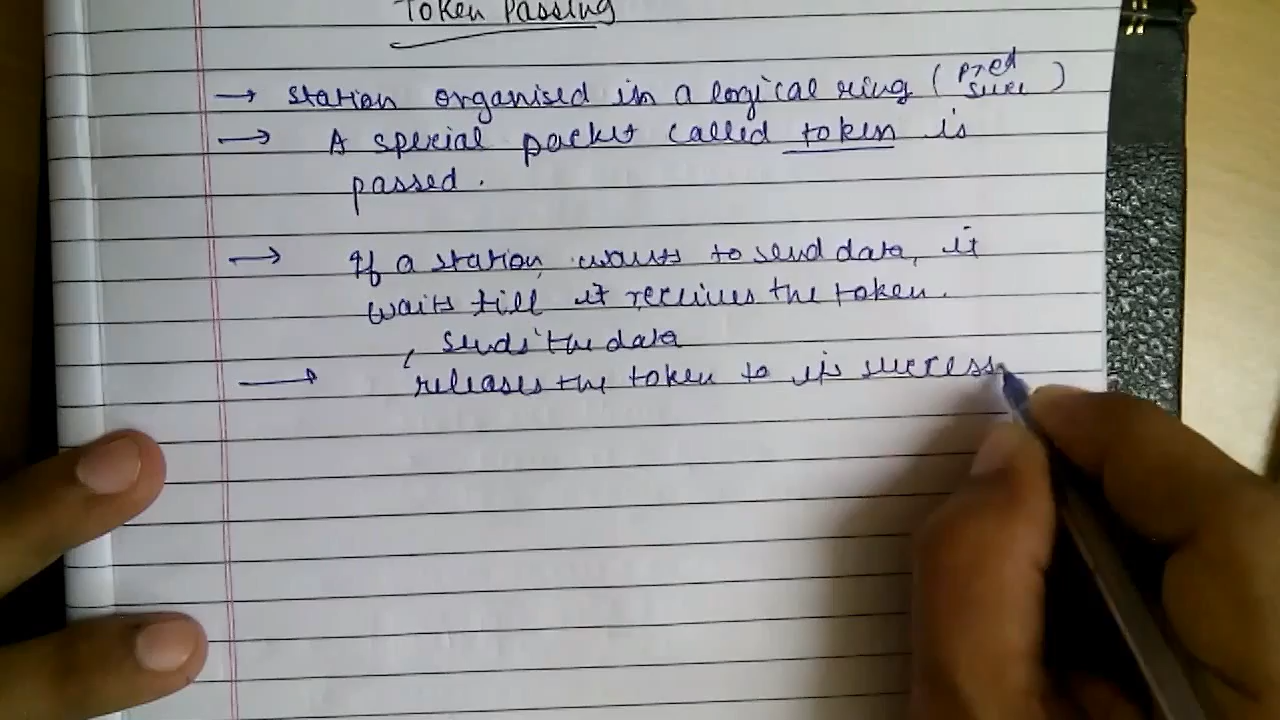 Token Passing
→ station organised in a logical ring ( pred
succ )
→ A special packet called token is
passed.
→ If a station wants to send data, it
waits till it receives the token.
, sends the data
→ releases the token to its success